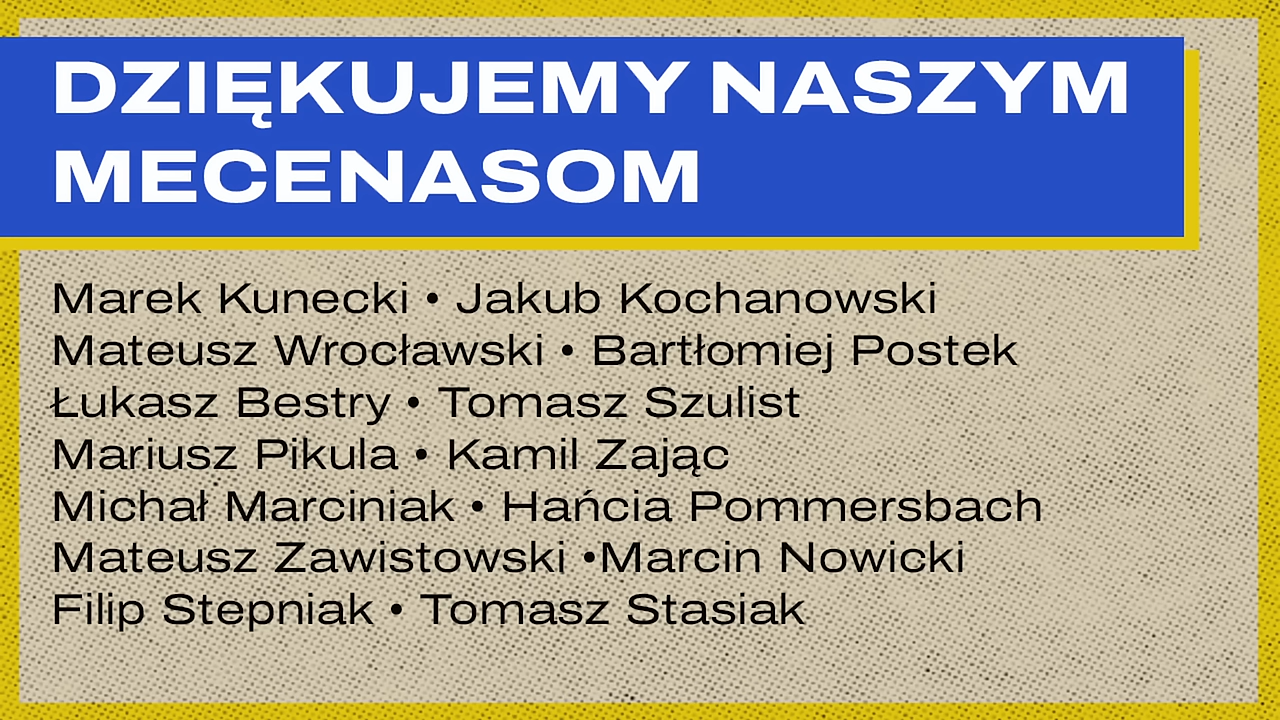 DZIĘKUJEMY NASZYM
MECENASOM
Marek Kunecki • Jakub Kochanowski
Mateusz Wrocławski • Bartłomiej Postek
Łukasz Bestry • Tomasz Szulist
Mariusz Pikula • Kamil Zając
Michał Marciniak • Hańcia Pommersbach
Mateusz Zawistowski •Marcin Nowicki
Filip Stepniak • Tomasz Stasiak